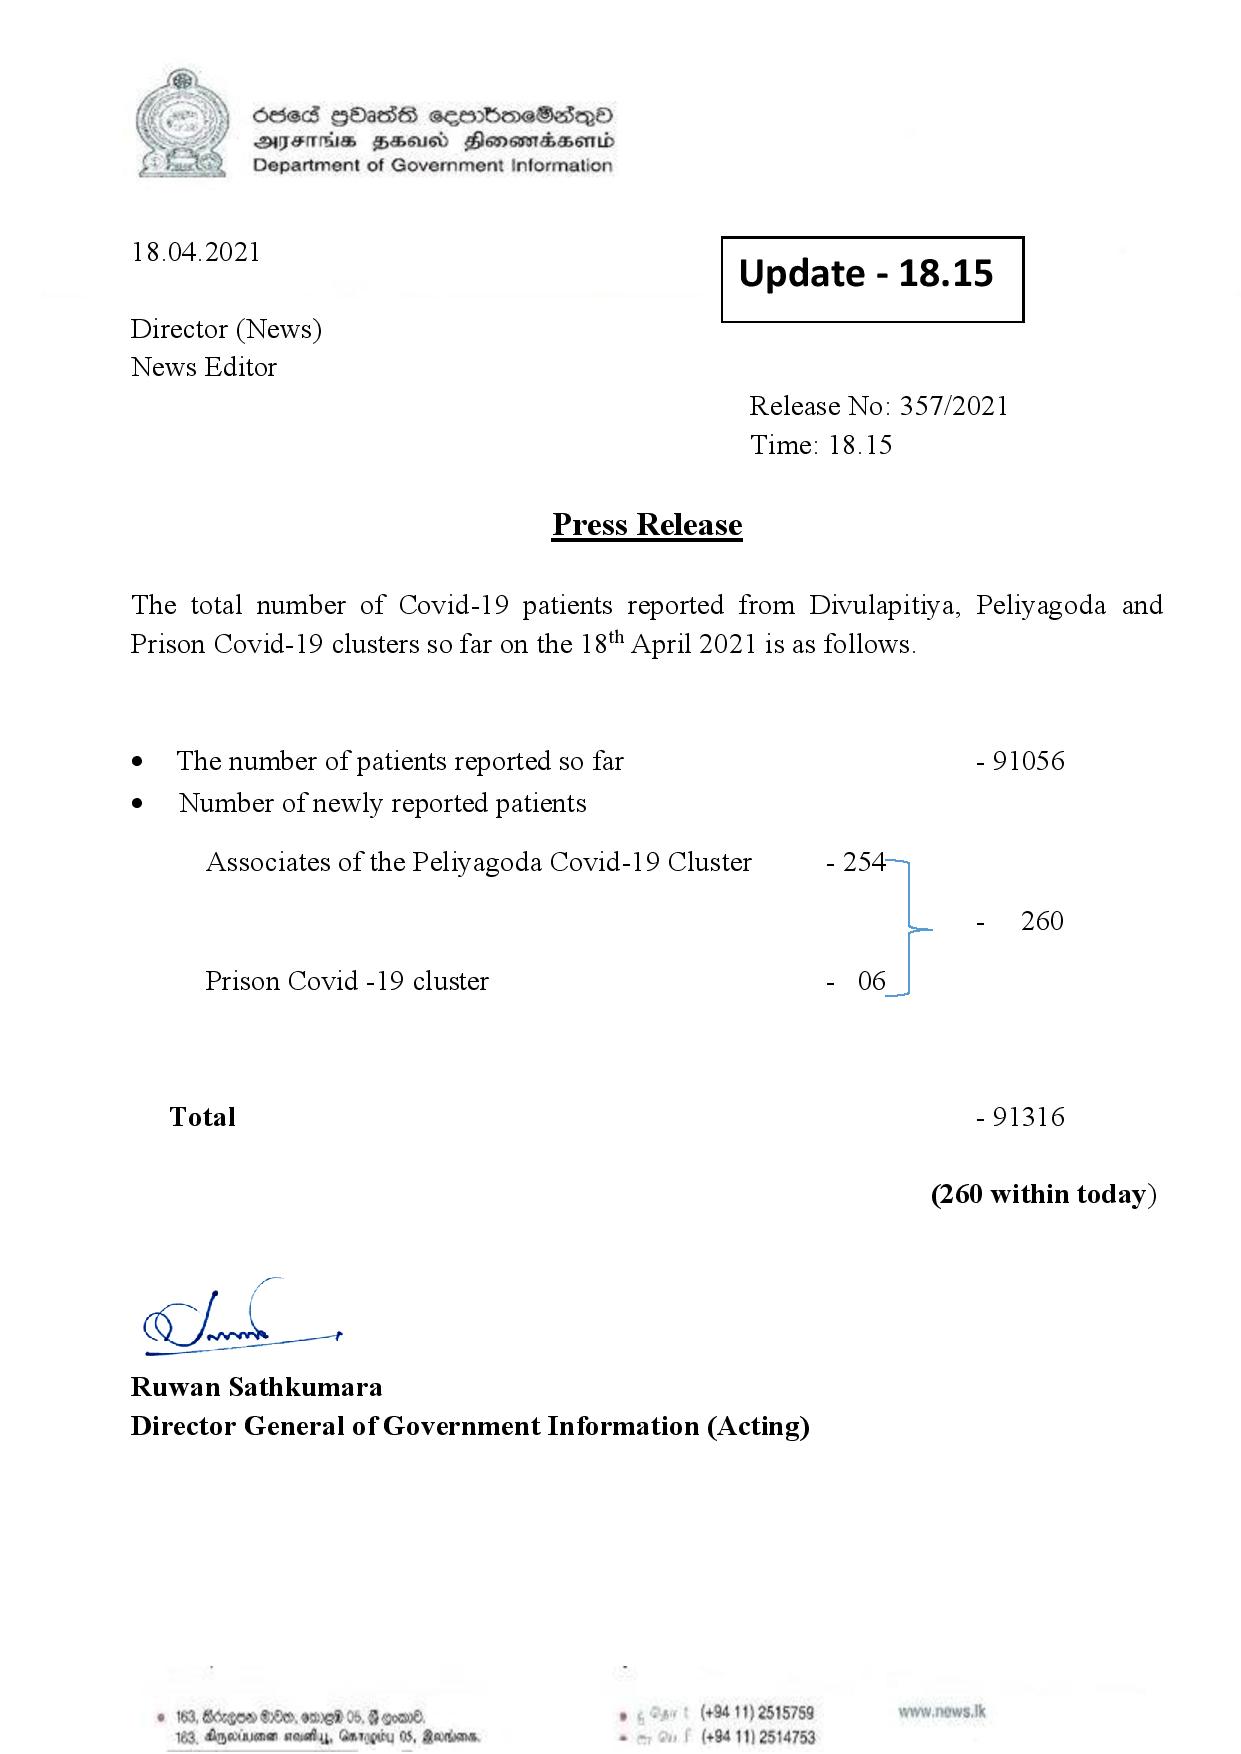 රජයේ ප්‍රවෘත්ති දෙපාර්තමේන්තුව
அரசாங்க தகவல் திணைக்களம்
Department of Government Information
18.04.2021
Update - 18.15
Director (News)
News Editor
Release No: 357/2021
Time: 18.15
Press Release
The total number of Covid-19 patients reported from Divulapitiya, Peliyagoda and
Prison Covid-19 clusters so far on the 18th April 2021 is as follows.
• The number of patients reported so far - 91056
• Number of newly reported patients
Associates of the Peliyagoda Covid-19 Cluster - 254
- 260
Prison Covid -19 cluster - 06
Total - 91316
(260 within today)
Ruwan Sathkumara
Director General of Government Information (Acting)
163, කිරුලපන මාවත, කොළඹ 05, ශ්‍රී ලංකාව. (+94 11) 2515759 www.news.lk
163, கிருலப்பனை எவனியூ, கொழும்பு 05, இலங்கை. (+94 11) 2514753